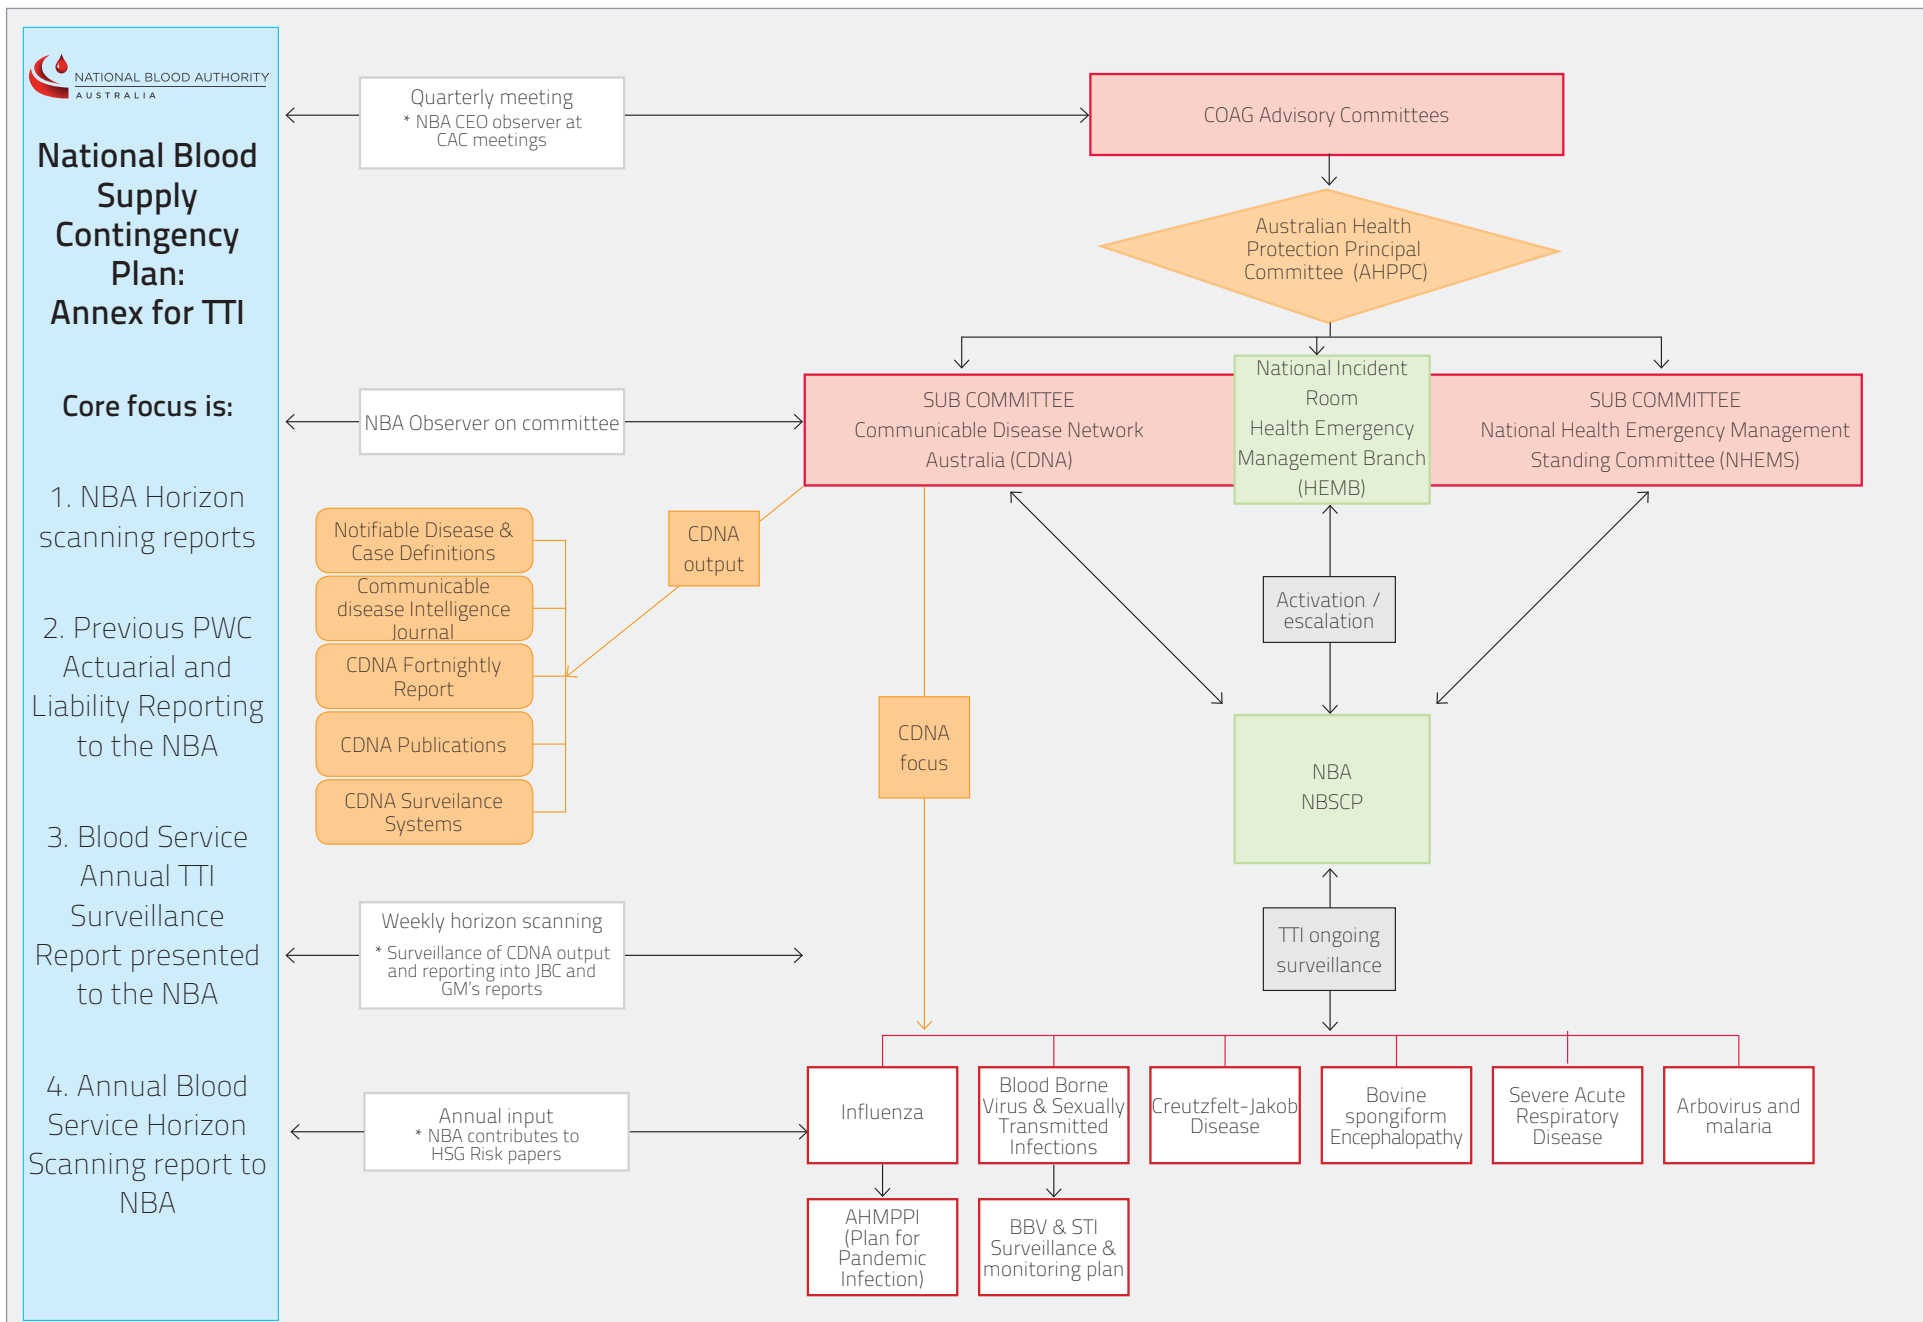 NATIONAL BLOOD AUTHORITY
AUSTRALIA
National Blood
Supply
Contingency
Plan:
Annex for TTI
Core focus is:
1. NBA Horizon
scanning reports
2. Previous PWC
Actuarial and
Liability Reporting
to the NBA
3. Blood Service
Annual TTI
Surveillance
Report presented
to the NBA
4. Annual Blood
Service Horizon
Scanning report to
NBA
Quarterly meeting
* NBA CEO observer at
CAC meetings
COAG Advisory Committees
Australian Health
Protection Principal
Committee (AHPPC)
NBA Observer on committee
SUB COMMITTEE
Communicable Disease Network
Australia (CDNA)
National Incident
Room
Health Emergency
Management Branch
(HEMB)
SUB COMMITTEE
National Health Emergency Management
Standing Committee (NHEMS)
Notifiable Disease &
Case Definitions
Communicable
disease Intelligence
Journal
CDNA Fortnightly
Report
CDNA Publications
CDNA Surveilance
Systems
CDNA
output
CDNA
focus
Activation /
escalation
NBA
NBSCP
Weekly horizon scanning
* Surveillance of CDNA output
and reporting into JBC and
GM's reports
TTI ongoing
surveillance
Annual input
* NBA contributes to
HSG Risk papers
Influenza
Blood Borne
Virus & Sexually
Transmitted
Infections
Creutzfelt-Jakob
Disease
Bovine
spongiform
Encephalopathy
Severe Acute
Respiratory
Disease
Arbovirus and
malaria
AHMPPI
(Plan for
Pandemic
Infection)
BBV & STI
Surveillance &
monitoring plan